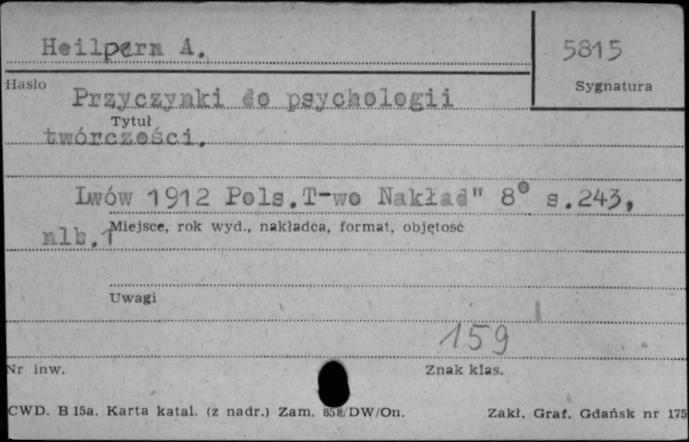 Heilpern A.
5815
Hasło
Sygnatura
Przyczynki do psychologii
Tytuł
twórczości.
Lwów 1912 Pols.T-wo Nakład" 8° s.243,
Miejsce, rok wyd., nakładca, format, objętość
nlb.1
Uwagi
159
Nr inw.
Znak klas.
CWD. B 15a. Karta katal. (z nadr.) Zam. 658/DW/On.
Zakł. Graf. Gdańsk nr 175